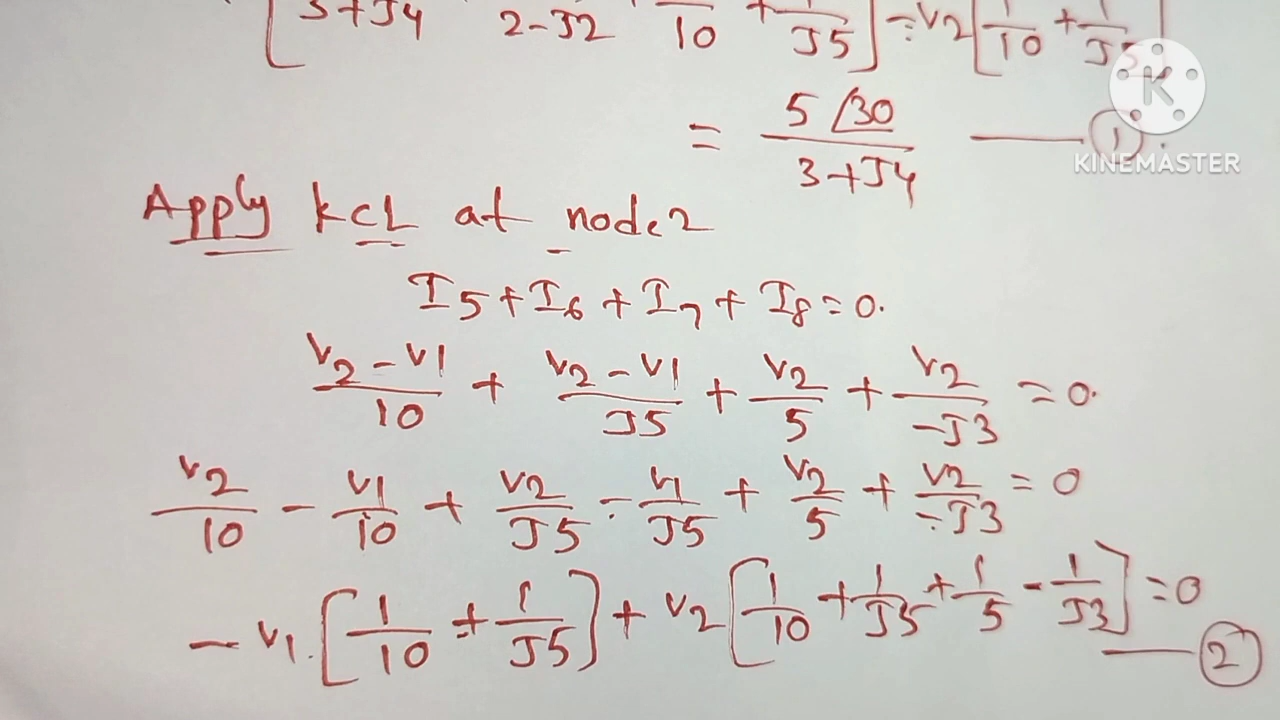 [ 3+J4 2-J2 10 + 1/J5 ] - V2 [ 1/10 + 1/J5 ]
= 5 ∠30 / 3+J4 —— ①.
KINEMASTER
Apply KCL at node2
I5 + I6 + I7 + I8 = 0.
V2 - V1 / 10 + V2 - V1 / J5 + V2 / 5 + V2 / -J3 = 0.
V2 / 10 - V1 / 10 + V2 / J5 - V1 / J5 + V2 / 5 + V2 / -J3 = 0
- V1. [ 1/10 + 1/J5 ] + V2 [ 1/10 + 1/J5 + 1/5 - 1/J3 ] = 0
—— ②